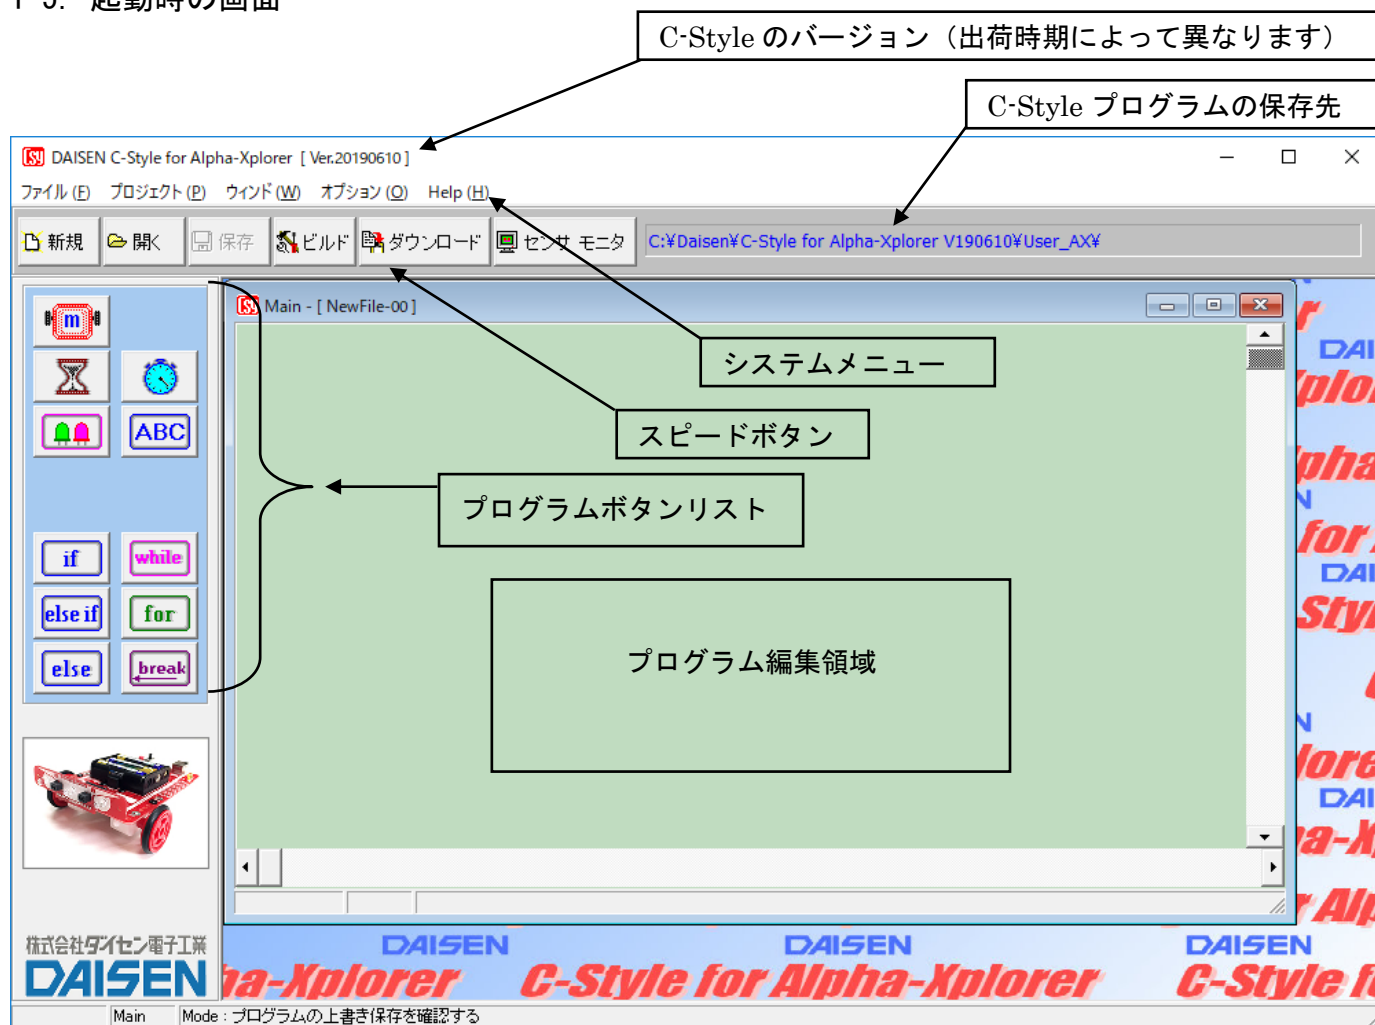 起動時の画面
C-Style のバージョン（出荷時期によって異なります）
C-Style プログラムの保存先
DAISEN C-Style for Alpha-Xplorer [ Ver.20190610 ]
ファイル (F) プロジェクト (P) ウィンド (W) オプション (O) Help (H)
新規 開く 保存 ビルド ダウンロード センサ モニタ C:¥Daisen¥C-Style for Alpha-Xplorer V190610¥User_AX¥
m
Main - [ NewFile-00 ]
システムメニュー
ABC
スピードボタン
プログラムボタンリスト
if while
else if for
else break
プログラム編集領域
株式会社ダイセン電子工業
DAISEN
DAISEN DAISEN DAISEN
ha-Xplorer C-Style for Alpha-Xplorer C-Style f
Main Mode : プログラムの上書き保存を確認する